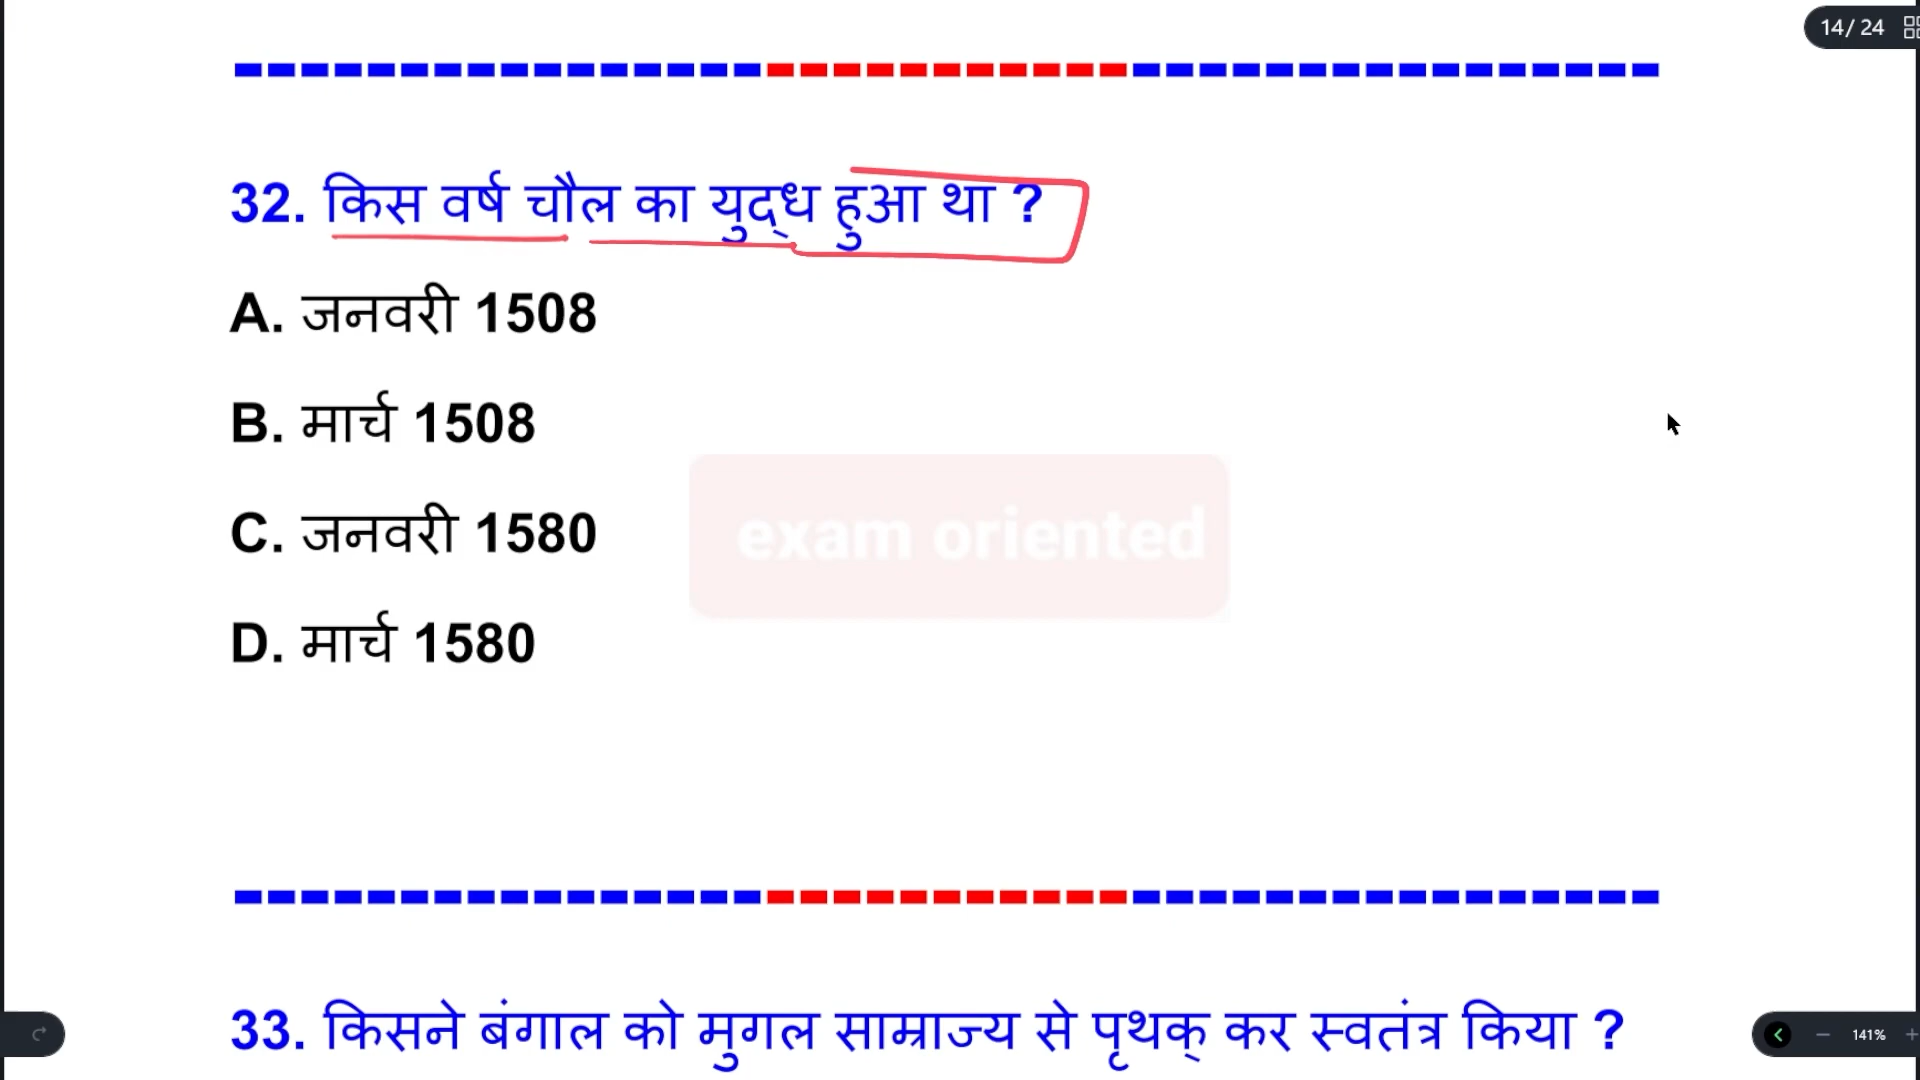 14/ 24
32. किस वर्ष चौल का युद्ध हुआ था ?
A. जनवरी 1508
B. मार्च 1508
exam oriented
C. जनवरी 1580
D. मार्च 1580
33. किसने बंगाल को मुगल साम्राज्य से पृथक् कर स्वतंत्र किया ?
141%